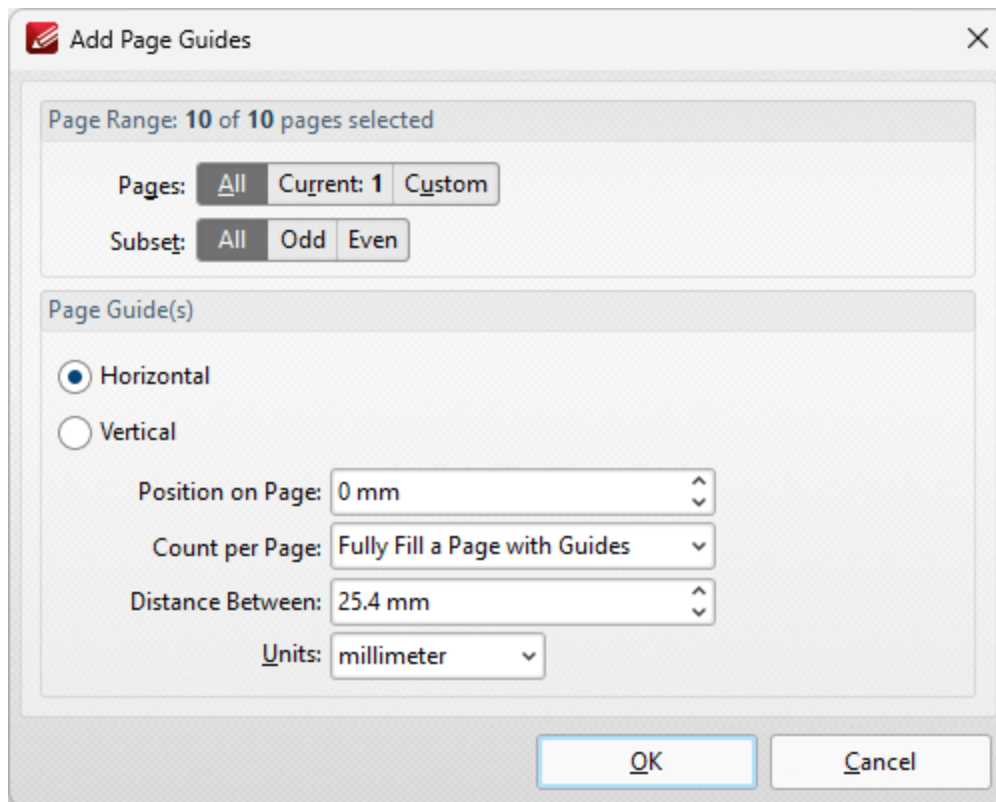 Add Page Guides
Page Range: 10 of 10 pages selected
Pages: All Current: 1 Custom
Subset: All Odd Even
Page Guide(s)
Horizontal
Vertical
Position on Page: 0 mm
Count per Page: Fully Fill a Page with Guides
Distance Between: 25.4 mm
Units: millimeter
OK Cancel